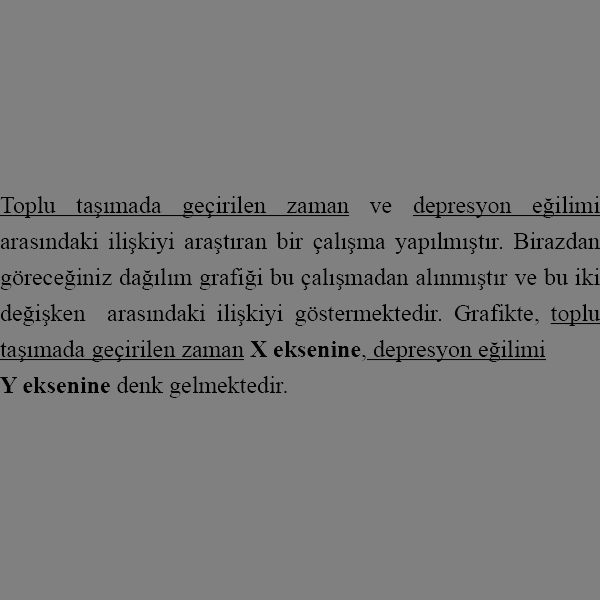 Toplu taşımada geçirilen zaman ve depresyon eğilimi
arasındaki ilişkiyi araştıran bir çalışma yapılmıştır. Birazdan
göreceğiniz dağılım grafiği bu çalışmadan alınmıştır ve bu iki
değişken arasındaki ilişkiyi göstermektedir. Grafikte, toplu
taşımada geçirilen zaman X eksenine, depresyon eğilimi
Y eksenine denk gelmektedir.